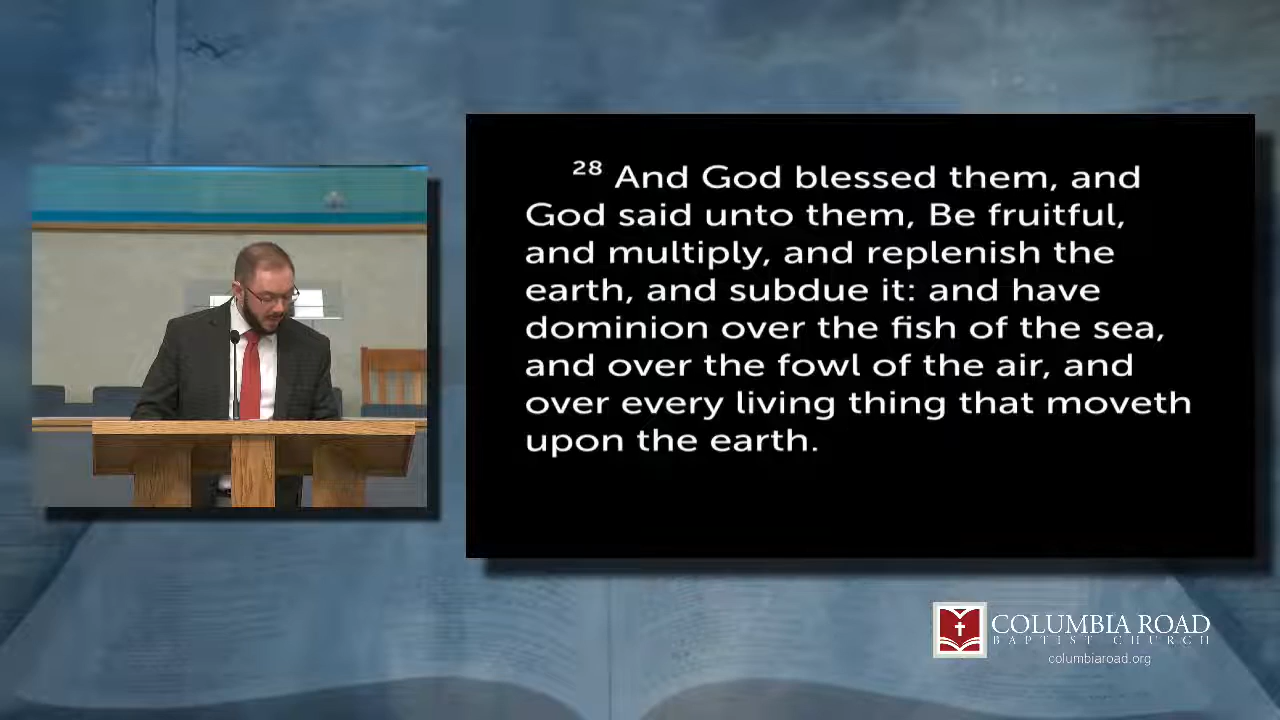 28 And God blessed them, and
God said unto them, Be fruitful,
and multiply, and replenish the
earth, and subdue it: and have
dominion over the fish of the sea,
and over the fowl of the air, and
over every living thing that moveth
upon the earth.
COLUMBIA ROAD
BAPTIST CHURCH
columbiaroad.org